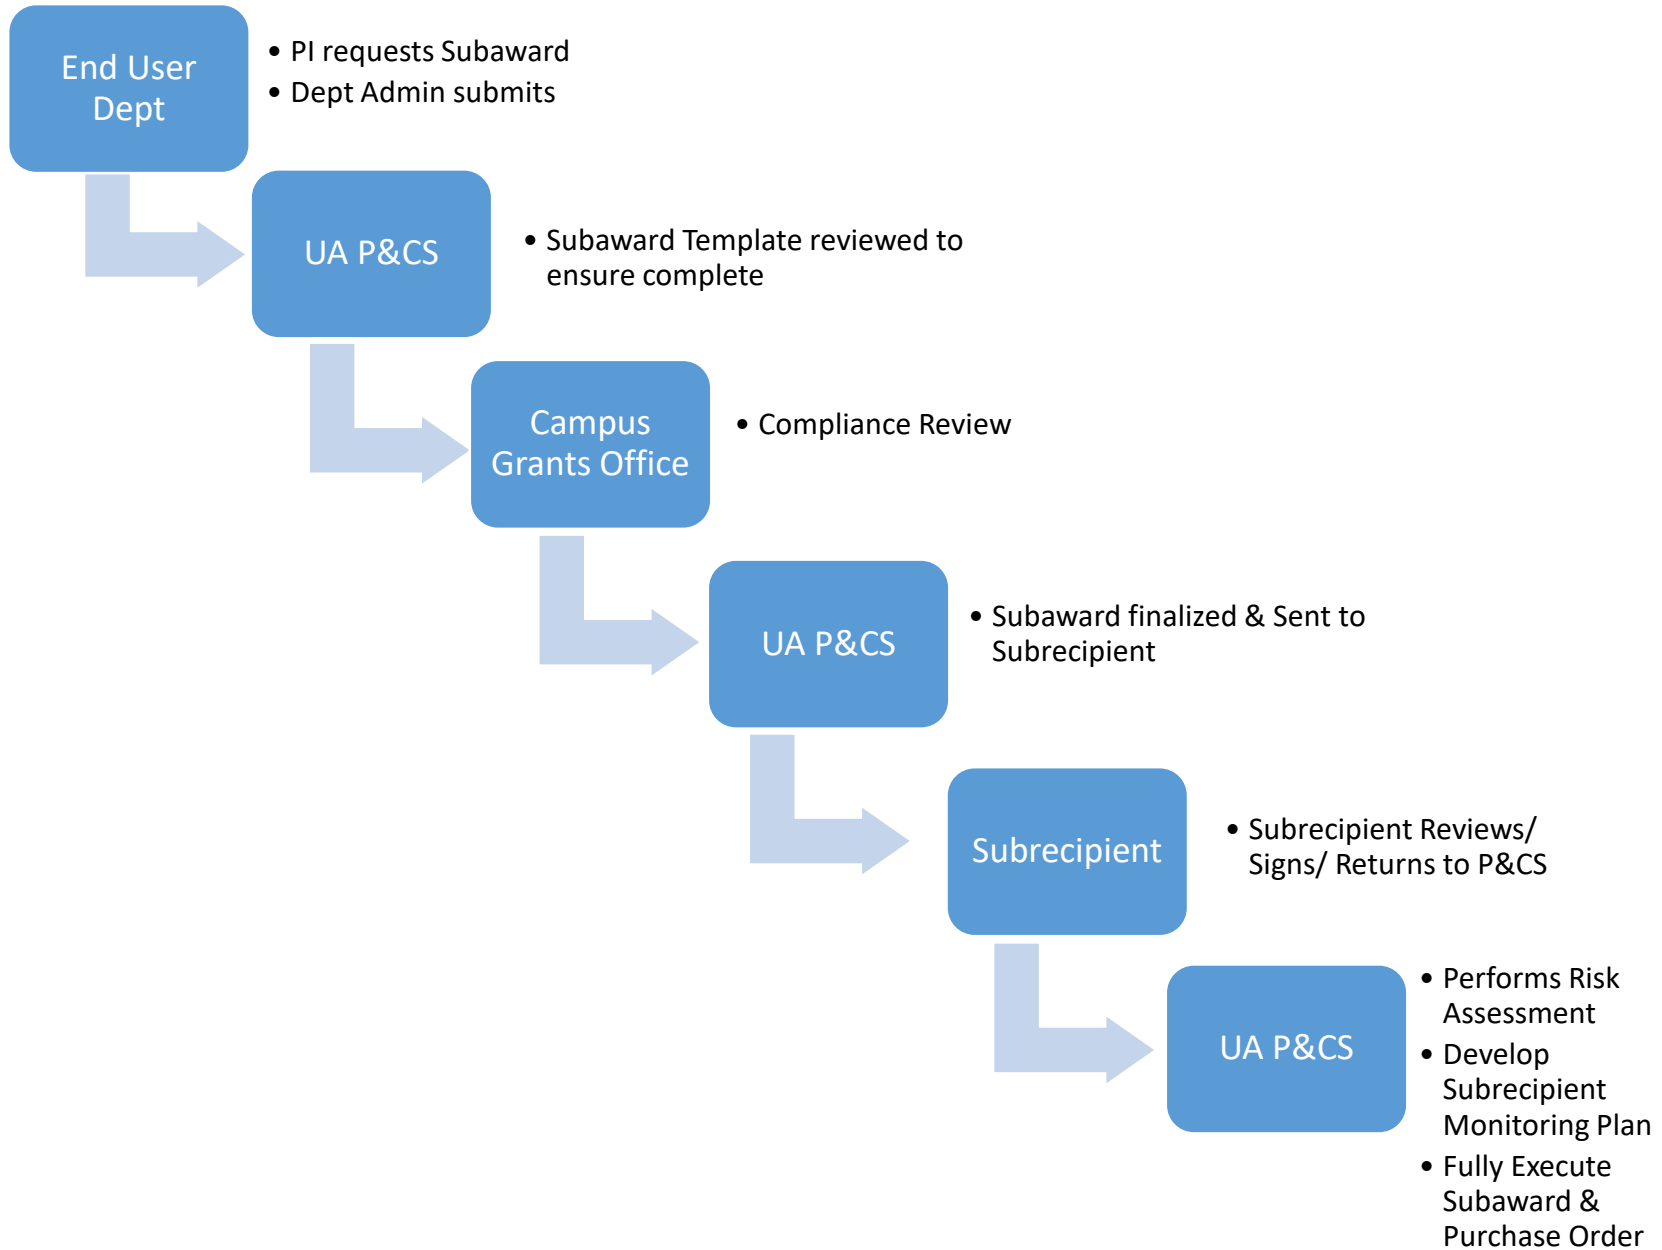 End User
Dept
• PI requests Subaward
• Dept Admin submits
UA P&CS
• Subaward Template reviewed to
ensure complete
Campus
Grants Office
• Compliance Review
UA P&CS
• Subaward finalized & Sent to
Subrecipient
Subrecipient
• Subrecipient Reviews/
Signs/ Returns to P&CS
UA P&CS
• Performs Risk
Assessment
• Develop
Subrecipient
Monitoring Plan
• Fully Execute
Subaward &
Purchase Order